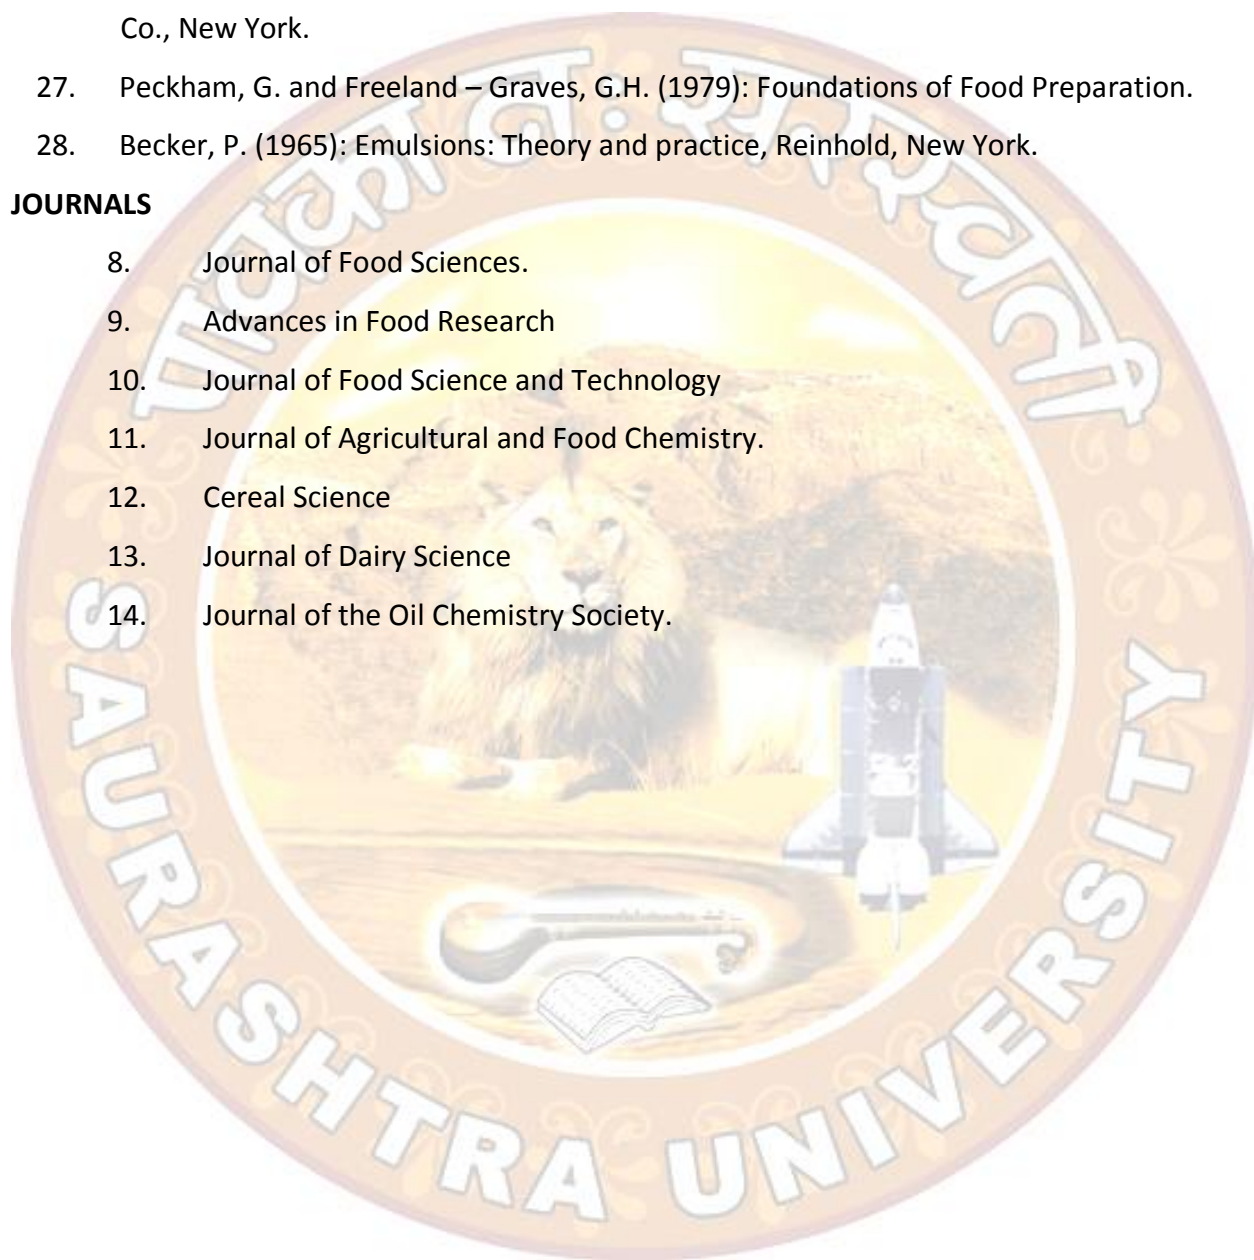 Co., New York.
27. Peckham, G. and Freeland – Graves, G.H. (1979): Foundations of Food Preparation.
28. Becker, P. (1965): Emulsions: Theory and practice, Reinhold, New York.
JOURNALS
8. Journal of Food Sciences.
9. Advances in Food Research
10. Journal of Food Science and Technology
11. Journal of Agricultural and Food Chemistry.
12. Cereal Science
13. Journal of Dairy Science
14. Journal of the Oil Chemistry Society.
पावका नः सरस्वती
SAURASHTRA UNIVERSITY